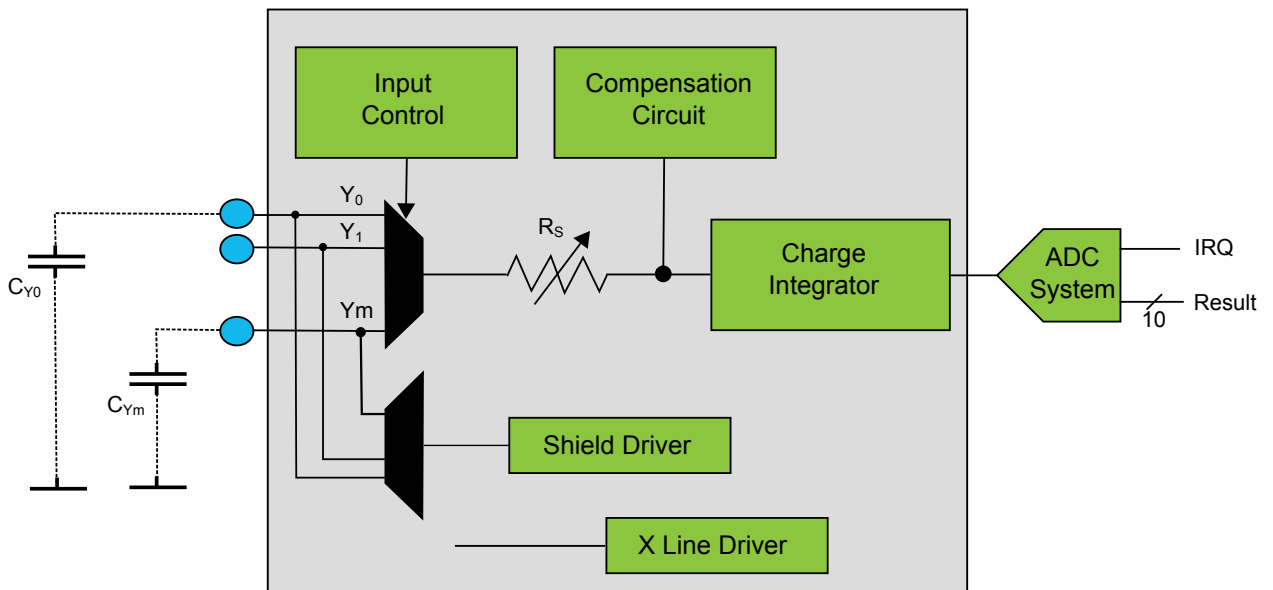 Input
Control
Compensation
Circuit
Y0
Y1
Ym
RS
Charge
Integrator
ADC
System
IRQ
Result
10
CY0
CYm
Shield Driver
X Line Driver